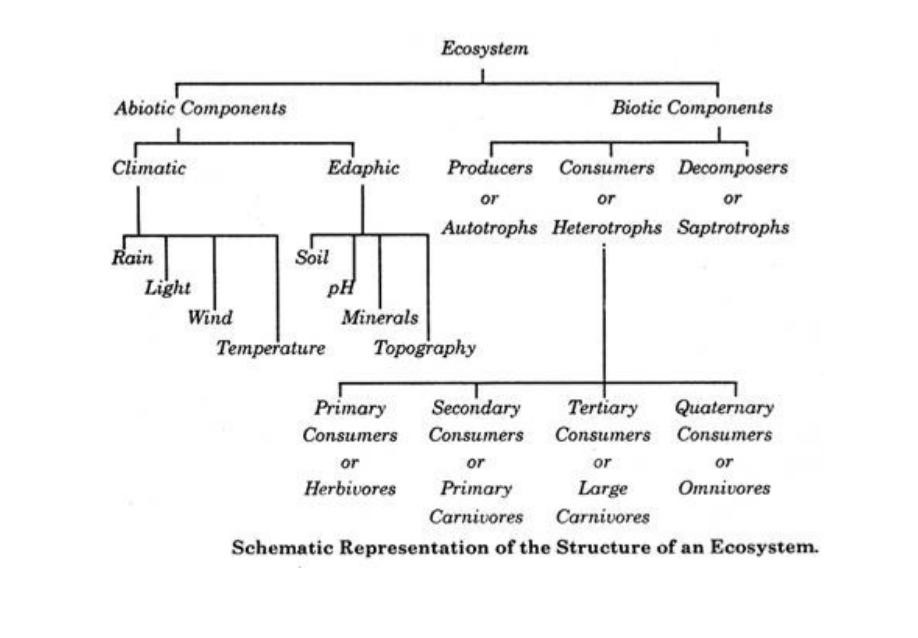 Ecosystem
Abiotic Components
Biotic Components
Climatic
Edaphic
Producers
or
Autotrophs
Consumers
or
Heterotrophs
Decomposers
or
Saptrotrophs
Rain
Light
Wind
Temperature
Soil
pH
Minerals
Topography
Primary
Consumers
or
Herbivores
Secondary
Consumers
or
Primary
Carnivores
Tertiary
Consumers
or
Large
Carnivores
Quaternary
Consumers
or
Omnivores
Schematic Representation of the Structure of an Ecosystem.